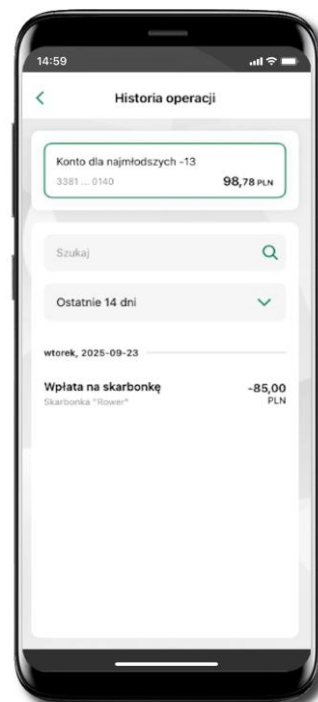 14:59
Historia operacji
Konto dla najmłodszych -13
3381 ... 0140 98,78 PLN
Szukaj
Ostatnie 14 dni
wtorek, 2025-09-23
Wpłata na skarbonkę -85,00
Skarbonka "Rower" PLN